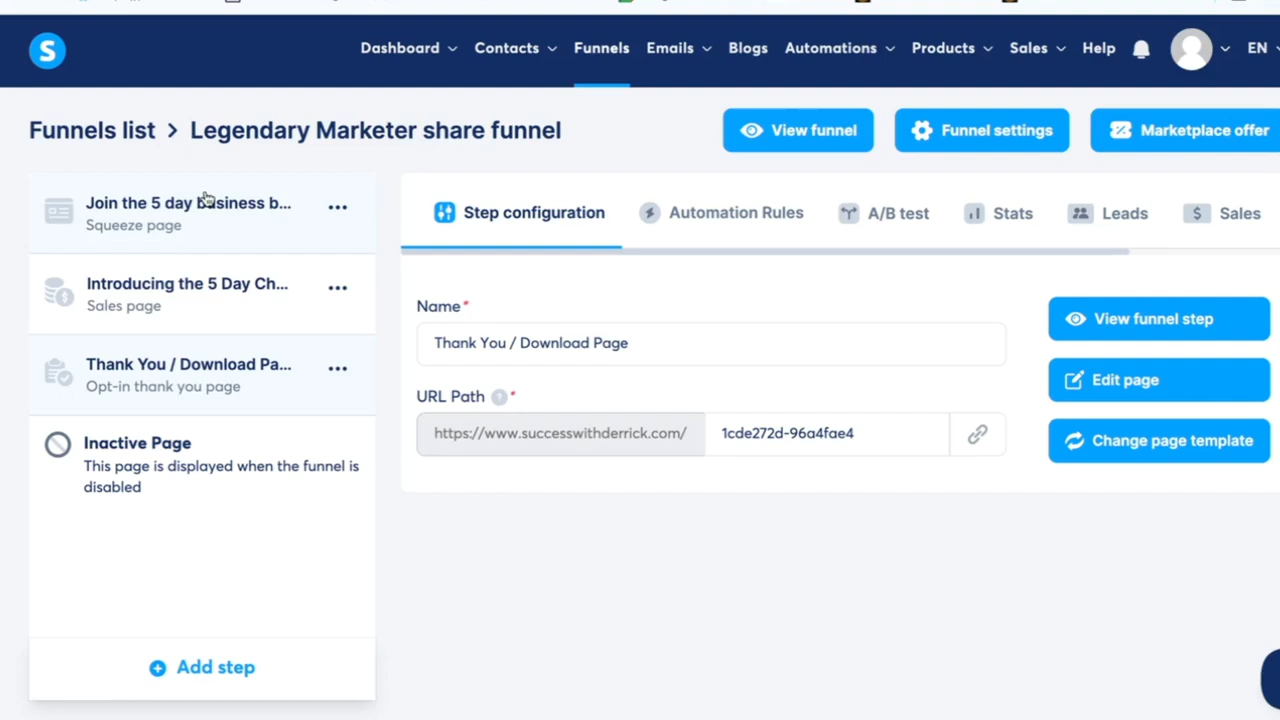 S
Dashboard Contacts Funnels Emails Blogs Automations Products Sales Help EN
Funnels list > Legendary Marketer share funnel
View funnel
Funnel settings
Marketplace offer
Join the 5 day business b...
Squeeze page
Introducing the 5 Day Ch...
Sales page
Thank You / Download Pa...
Opt-in thank you page
Inactive Page
This page is displayed when the funnel is
disabled
Add step
Step configuration Automation Rules A/B test Stats Leads Sales
Name*
Thank You / Download Page
URL Path ? *
https://www.successwithderrick.com/ 1cde272d-96a4fae4
View funnel step
Edit page
Change page template